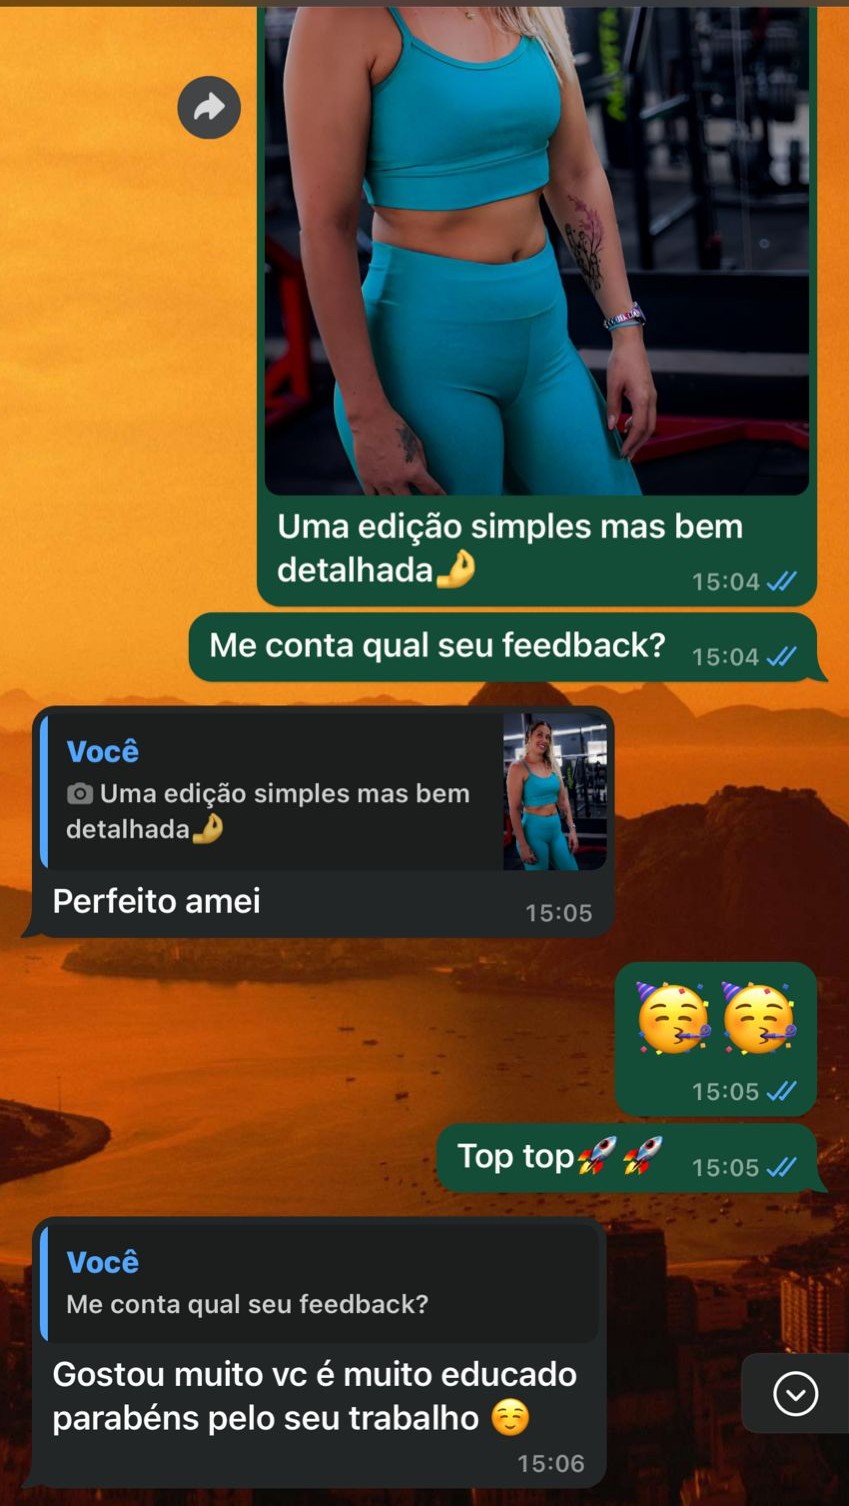 Uma edição simples mas bem
detalhada🤌
15:04
Me conta qual seu feedback?
15:04
Você
Uma edição simples mas bem
detalhada🤌
Perfeito amei
15:05
🥳🥳
15:05
Top top🚀🚀
15:05
Você
Me conta qual seu feedback?
Gostou muito vc é muito educado
parabéns pelo seu trabalho ☺️
15:06